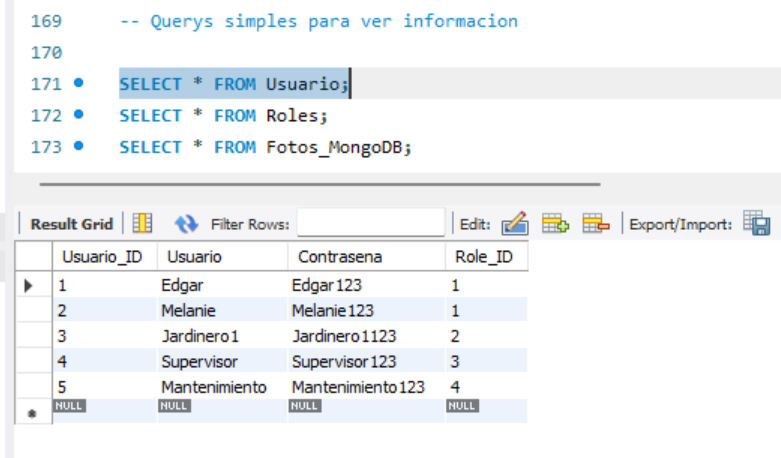 169 -- Querys simples para ver informacion
170
171 SELECT * FROM Usuario;
172 SELECT * FROM Roles;
173 SELECT * FROM Fotos_MongoDB;
Result Grid Filter Rows: Edit: Export/Import:
Usuario_ID Usuario Contrasena Role_ID
1 Edgar Edgar123 1
2 Melanie Melanie123 1
3 Jardinero1 Jardinero1123 2
4 Supervisor Supervisor123 3
5 Mantenimiento Mantenimiento123 4
NULL NULL NULL NULL